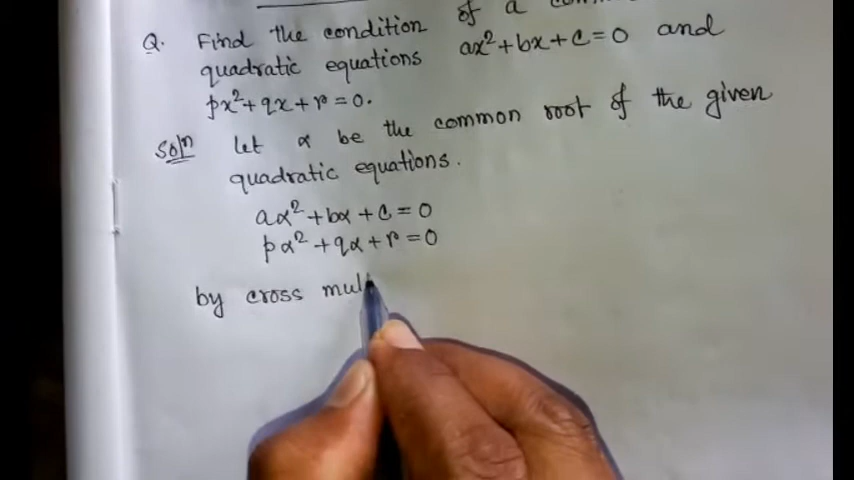 Q. Find the condition of a
quadratic equations ax²+bx+c=0 and
px²+qx+r=0.
Solⁿ Let α be the common root of the given
quadratic equations.
aα²+bα+c=0
pα²+qα+r=0
by cross mul